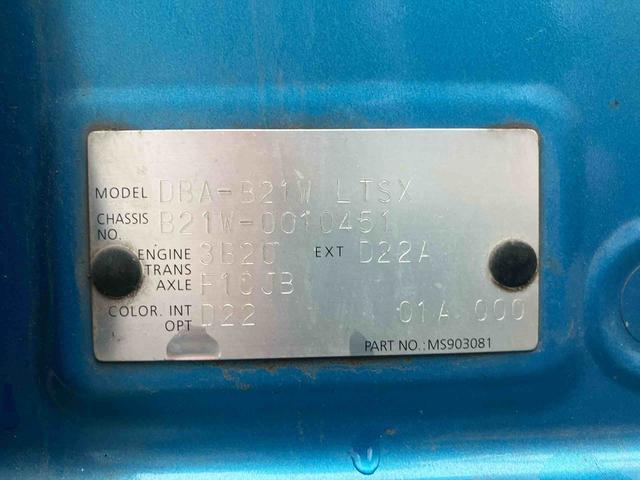 MODEL DBA-B21W LTSX
CHASSIS NO. B21W-0010451
ENGINE 3B20 EXT D22A
TRANS AXLE F1CJB
COLOR. INT OPT D22 01A 000
PART NO.:MS903081